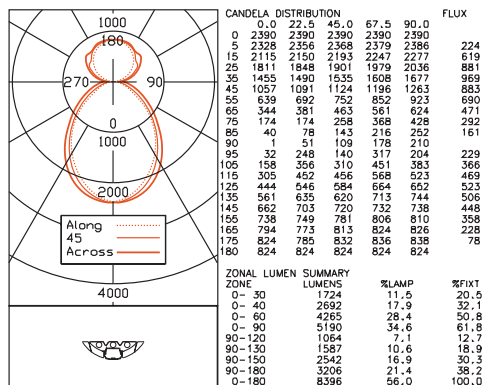 1000
180
270
90
0
1000
2000
Along
45
Across
4000
CANDELA DISTRIBUTION FLUX
0.0 22.5 45.0 67.5 90.0
0 2390 2390 2390 2390 2390
5 2328 2356 2368 2379 2386 224
15 2115 2150 2193 2247 2277 619
25 1811 1848 1901 1979 2036 881
35 1455 1490 1535 1608 1677 969
45 1057 1091 1124 1196 1263 883
55 639 692 752 852 923 690
65 344 381 463 561 624 471
75 174 174 258 368 428 292
85 40 78 143 216 252 161
90 1 51 109 178 210
95 32 248 140 317 204 229
105 158 356 310 451 383 366
115 305 452 456 568 523 469
125 444 546 584 664 652 523
135 561 635 620 713 744 506
145 662 703 720 732 738 448
155 738 749 781 806 810 358
165 794 773 813 824 826 228
175 824 785 832 836 838 78
180 824 824 824 824 824
ZONAL LUMEN SUMMARY
ZONE LUMENS %LAMP %FIXT
0- 30 1724 11.5 20.5
0- 40 2692 17.9 32.1
0- 60 4265 28.4 50.8
0- 90 5190 34.6 61.8
90-120 1064 7.1 12.7
90-130 1587 10.6 18.9
90-150 2542 16.9 30.3
90-180 3206 21.4 38.2
0-180 8396 56.0 100.0